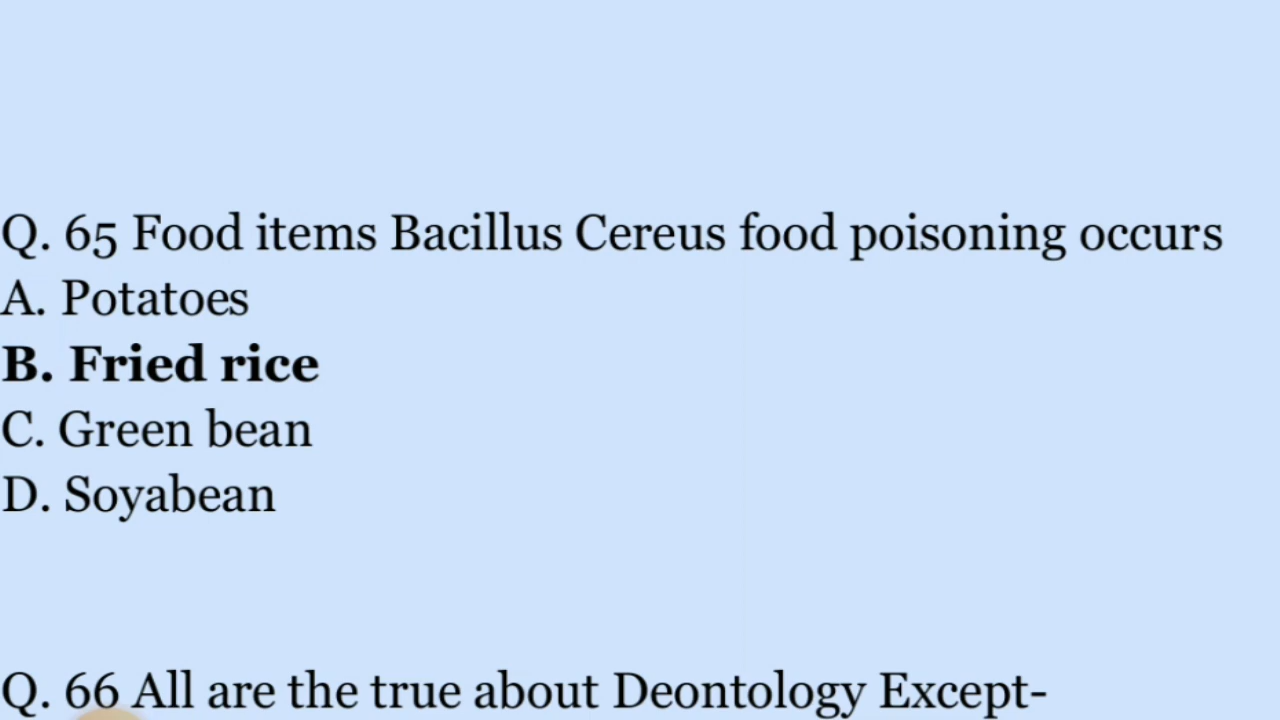 Q. 65 Food items Bacillus Cereus food poisoning occurs
A. Potatoes
B. Fried rice
C. Green bean
D. Soyabean
Q. 66 All are the true about Deontology Except-